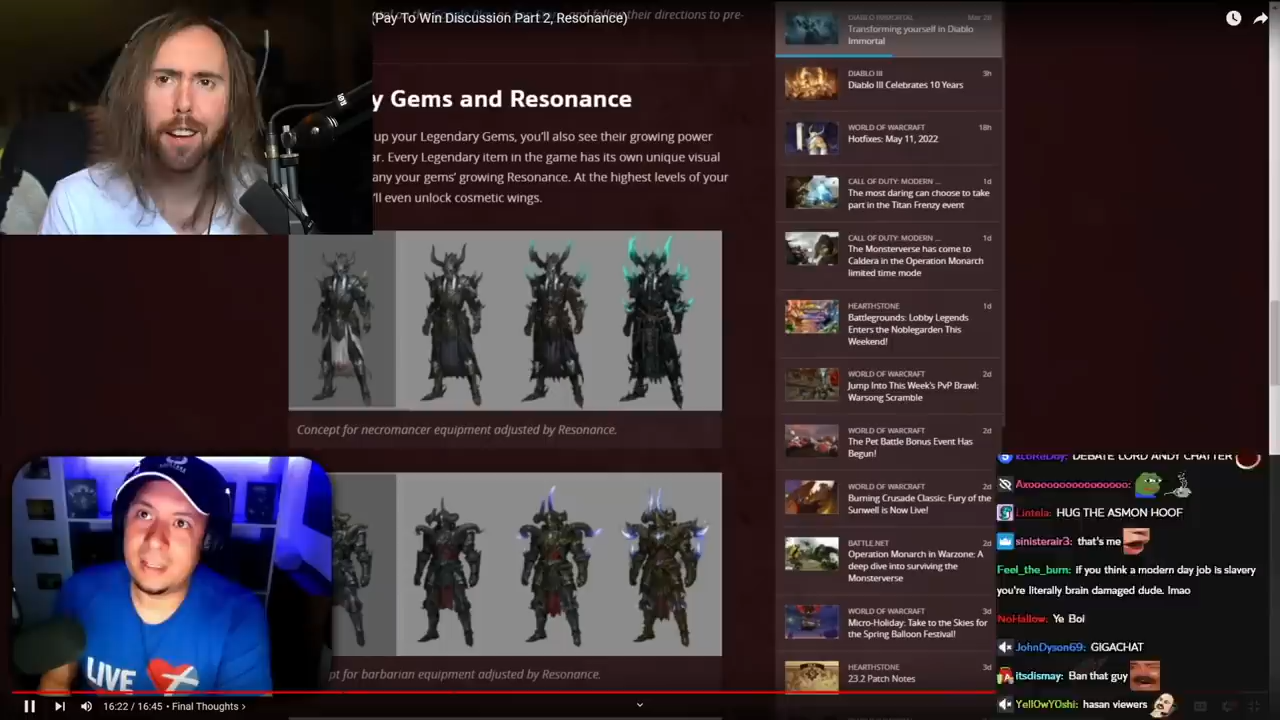 and follow their directions to pre-
(Pay To Win Discussion Part 2, Resonance)
y Gems and Resonance
up your Legendary Gems, you'll also see their growing power
ar. Every Legendary item in the game has its own unique visual
any your gems' growing Resonance. At the highest levels of your
'll even unlock cosmetic wings.
Concept for necromancer equipment adjusted by Resonance.
pt for barbarian equipment adjusted by Resonance.
LIVE
16:22 / 16:45 • Final Thoughts ›
DIABLO IMMORTAL Mar 28
Transforming yourself in Diablo
Immortal
DIABLO III 3h
Diablo III Celebrates 10 Years
WORLD OF WARCRAFT 18h
Hotfixes: May 11, 2022
CALL OF DUTY: MODERN ... 1d
The most daring can choose to take
part in the Titan Frenzy event
CALL OF DUTY: MODERN ... 1d
The Monsterverse has come to
Caldera in the Operation Monarch
limited time mode
HEARTHSTONE 1d
Battlegrounds: Lobby Legends
Enters the Noblegarden This
Weekend!
WORLD OF WARCRAFT 2d
Jump Into This Week's PvP Brawl:
Warsong Scramble
WORLD OF WARCRAFT 2d
The Pet Battle Bonus Event Has
Begun!
WORLD OF WARCRAFT 2d
Burning Crusade Classic: Fury of the
Sunwell is Now Live!
BATTLE.NET 2d
Operation Monarch in Warzone: A
deep dive into surviving the
Monsterverse
WORLD OF WARCRAFT 3d
Micro-Holiday: Take to the Skies for
the Spring Balloon Festival!
HEARTHSTONE 3d
23.2 Patch Notes
DEBATE LORD ANDY CHATTER
Lintela: HUG THE ASMON HOOF
sinisterair3: that's me
Feel_the_burn: if you think a modern day job is slavery
you're literally brain damaged dude. lmao
NoHallow: Ye Boi
JohnDyson69: GIGACHAT
itsdismay: Ban that guy
YellOwYOshi: hasan viewers